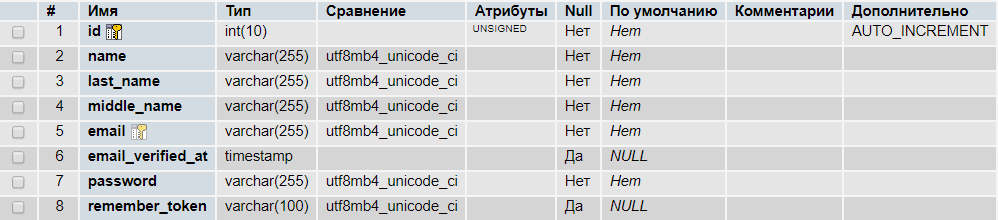 # Имя Тип Сравнение Атрибуты Null По умолчанию Комментарии Дополнительно
1 id int(10) UNSIGNED Нет Нет AUTO_INCREMENT
2 name varchar(255) utf8mb4_unicode_ci Нет Нет
3 last_name varchar(255) utf8mb4_unicode_ci Нет Нет
4 middle_name varchar(255) utf8mb4_unicode_ci Нет Нет
5 email varchar(255) utf8mb4_unicode_ci Нет Нет
6 email_verified_at timestamp Да NULL
7 password varchar(255) utf8mb4_unicode_ci Нет Нет
8 remember_token varchar(100) utf8mb4_unicode_ci Да NULL